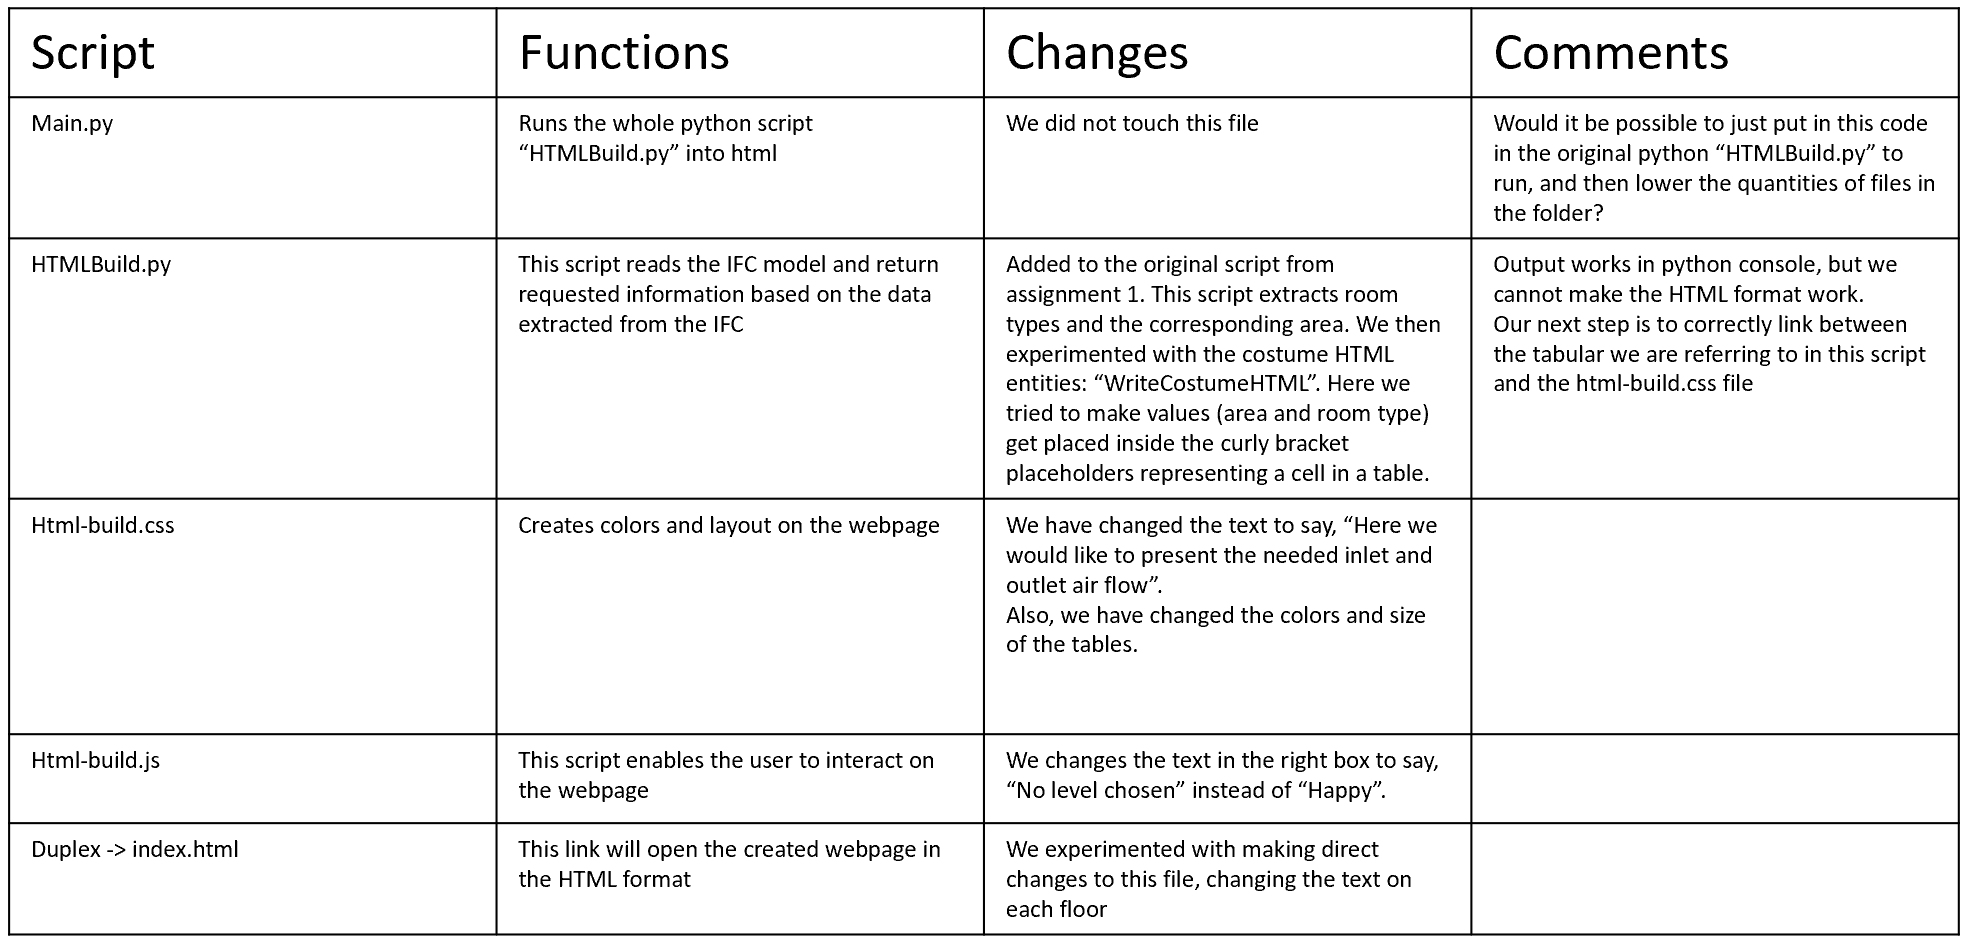 Script
Functions
Changes
Comments
Main.py
Runs the whole python script
“HTMLBuild.py” into html
We did not touch this file
Would it be possible to just put in this code
in the original python “HTMLBuild.py” to
run, and then lower the quantities of files in
the folder?
HTMLBuild.py
This script reads the IFC model and return
requested information based on the data
extracted from the IFC
Added to the original script from
assignment 1. This script extracts room
types and the corresponding area. We then
experimented with the costume HTML
entities: “WriteCostumeHTML”. Here we
tried to make values (area and room type)
get placed inside the curly bracket
placeholders representing a cell in a table.
Output works in python console, but we
cannot make the HTML format work.
Our next step is to correctly link between
the tabular we are referring to in this script
and the html-build.css file
Html-build.css
Creates colors and layout on the webpage
We have changed the text to say, “Here we
would like to present the needed inlet and
outlet air flow”.
Also, we have changed the colors and size
of the tables.
Html-build.js
This script enables the user to interact on
the webpage
We changes the text in the right box to say,
“No level chosen” instead of “Happy”.
Duplex -> index.html
This link will open the created webpage in
the HTML format
We experimented with making direct
changes to this file, changing the text on
each floor